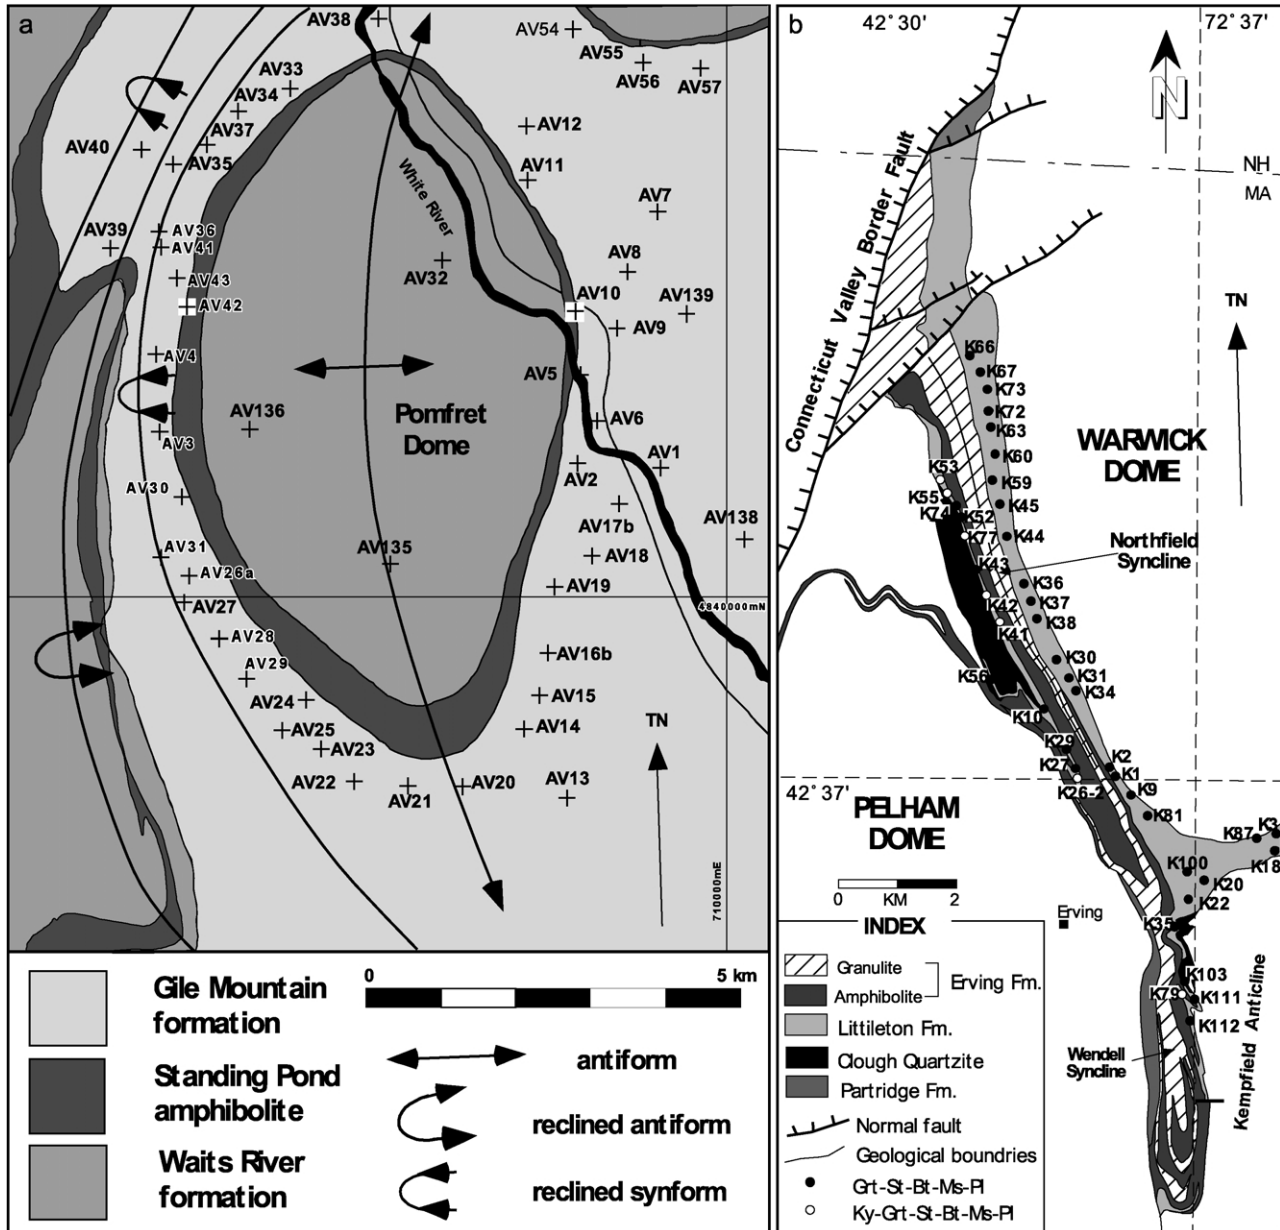 a
AV38
AV54
AV55
AV56
AV57
AV33
AV34
AV37
AV40
AV35
AV12
AV11
White River
AV7
AV36
AV39
AV41
AV8
AV32
AV43
AV10
AV139
AV42
AV9
AV4
AV5
AV136
Pomfret
Dome
AV6
AV3
AV1
AV2
AV30
AV17b
AV138
AV135
AV31
AV18
AV26a
AV19
AV27
4840000mN
AV28
AV16b
AV29
AV24
AV15
TN
AV25
AV14
AV23
AV22
AV21
AV20
AV13
710000mE
Gile Mountain
formation
Standing Pond
amphibolite
Waits River
formation
0
5 km
antiform
reclined antiform
reclined synform
b
42° 30'
72° 37'
N
NH
MA
Connecticut Valley Border Fault
TN
K66
K67
K73
K72
K63
WARWICK
DOME
K60
K53
K59
K55
K45
K74
K52
K77
K44
Northfield
Syncline
K43
K36
K42
K37
K41
K38
K30
K56
K31
K34
K10
K29
K2
K27
K1
42° 37'
K26-2
K9
PELHAM
DOME
K81
K87
K3
K18
K100
K20
0
KM
2
K22
Erving
K35
INDEX
Granulite
Amphibolite
Erving Fm.
Littleton Fm.
Clough Quartzite
Partridge Fm.
Normal fault
Geological boundries
Grt-St-Bt-Ms-Pl
Ky-Grt-St-Bt-Ms-Pl
K103
K79
K111
K112
Wendell
Syncline
Kempfield Anticline